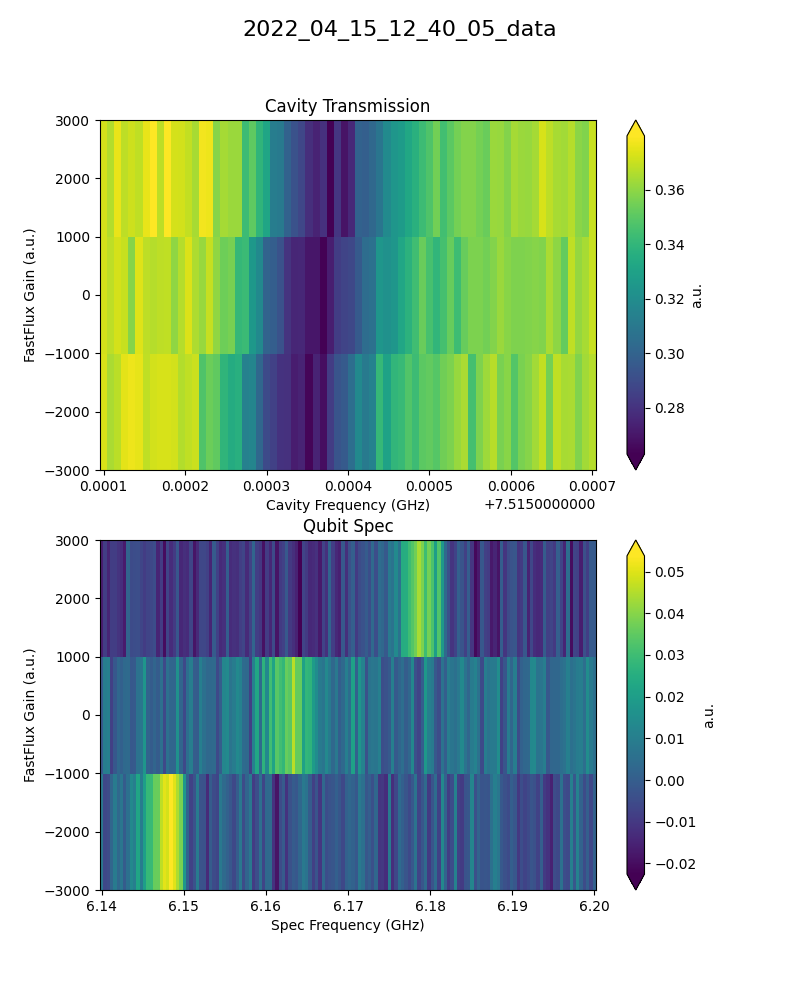 2022_04_15_12_40_05_data
Cavity Transmission
3000
2000
1000
0
−1000
−2000
−3000
FastFlux Gain (a.u.)
0.0001 0.0002 0.0003 0.0004 0.0005 0.0006 0.0007
Cavity Frequency (GHz)
+7.5150000000
0.36
0.34
0.32
0.30
0.28
a.u.
Qubit Spec
3000
2000
1000
0
−1000
−2000
−3000
FastFlux Gain (a.u.)
6.14 6.15 6.16 6.17 6.18 6.19 6.20
Spec Frequency (GHz)
0.05
0.04
0.03
0.02
0.01
0.00
−0.01
−0.02
a.u.